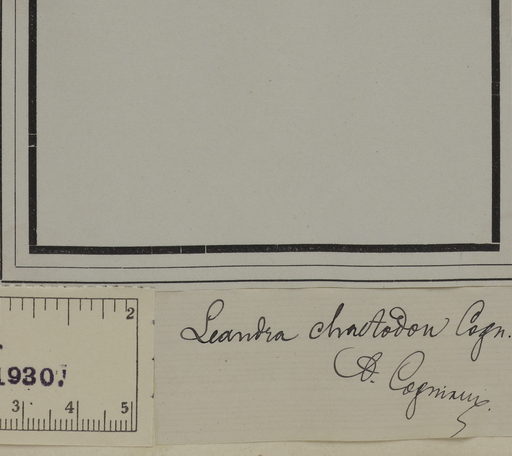 2
1930.
3 4 5
Leandra chaetodon Cogn.
A. Cogniaux.